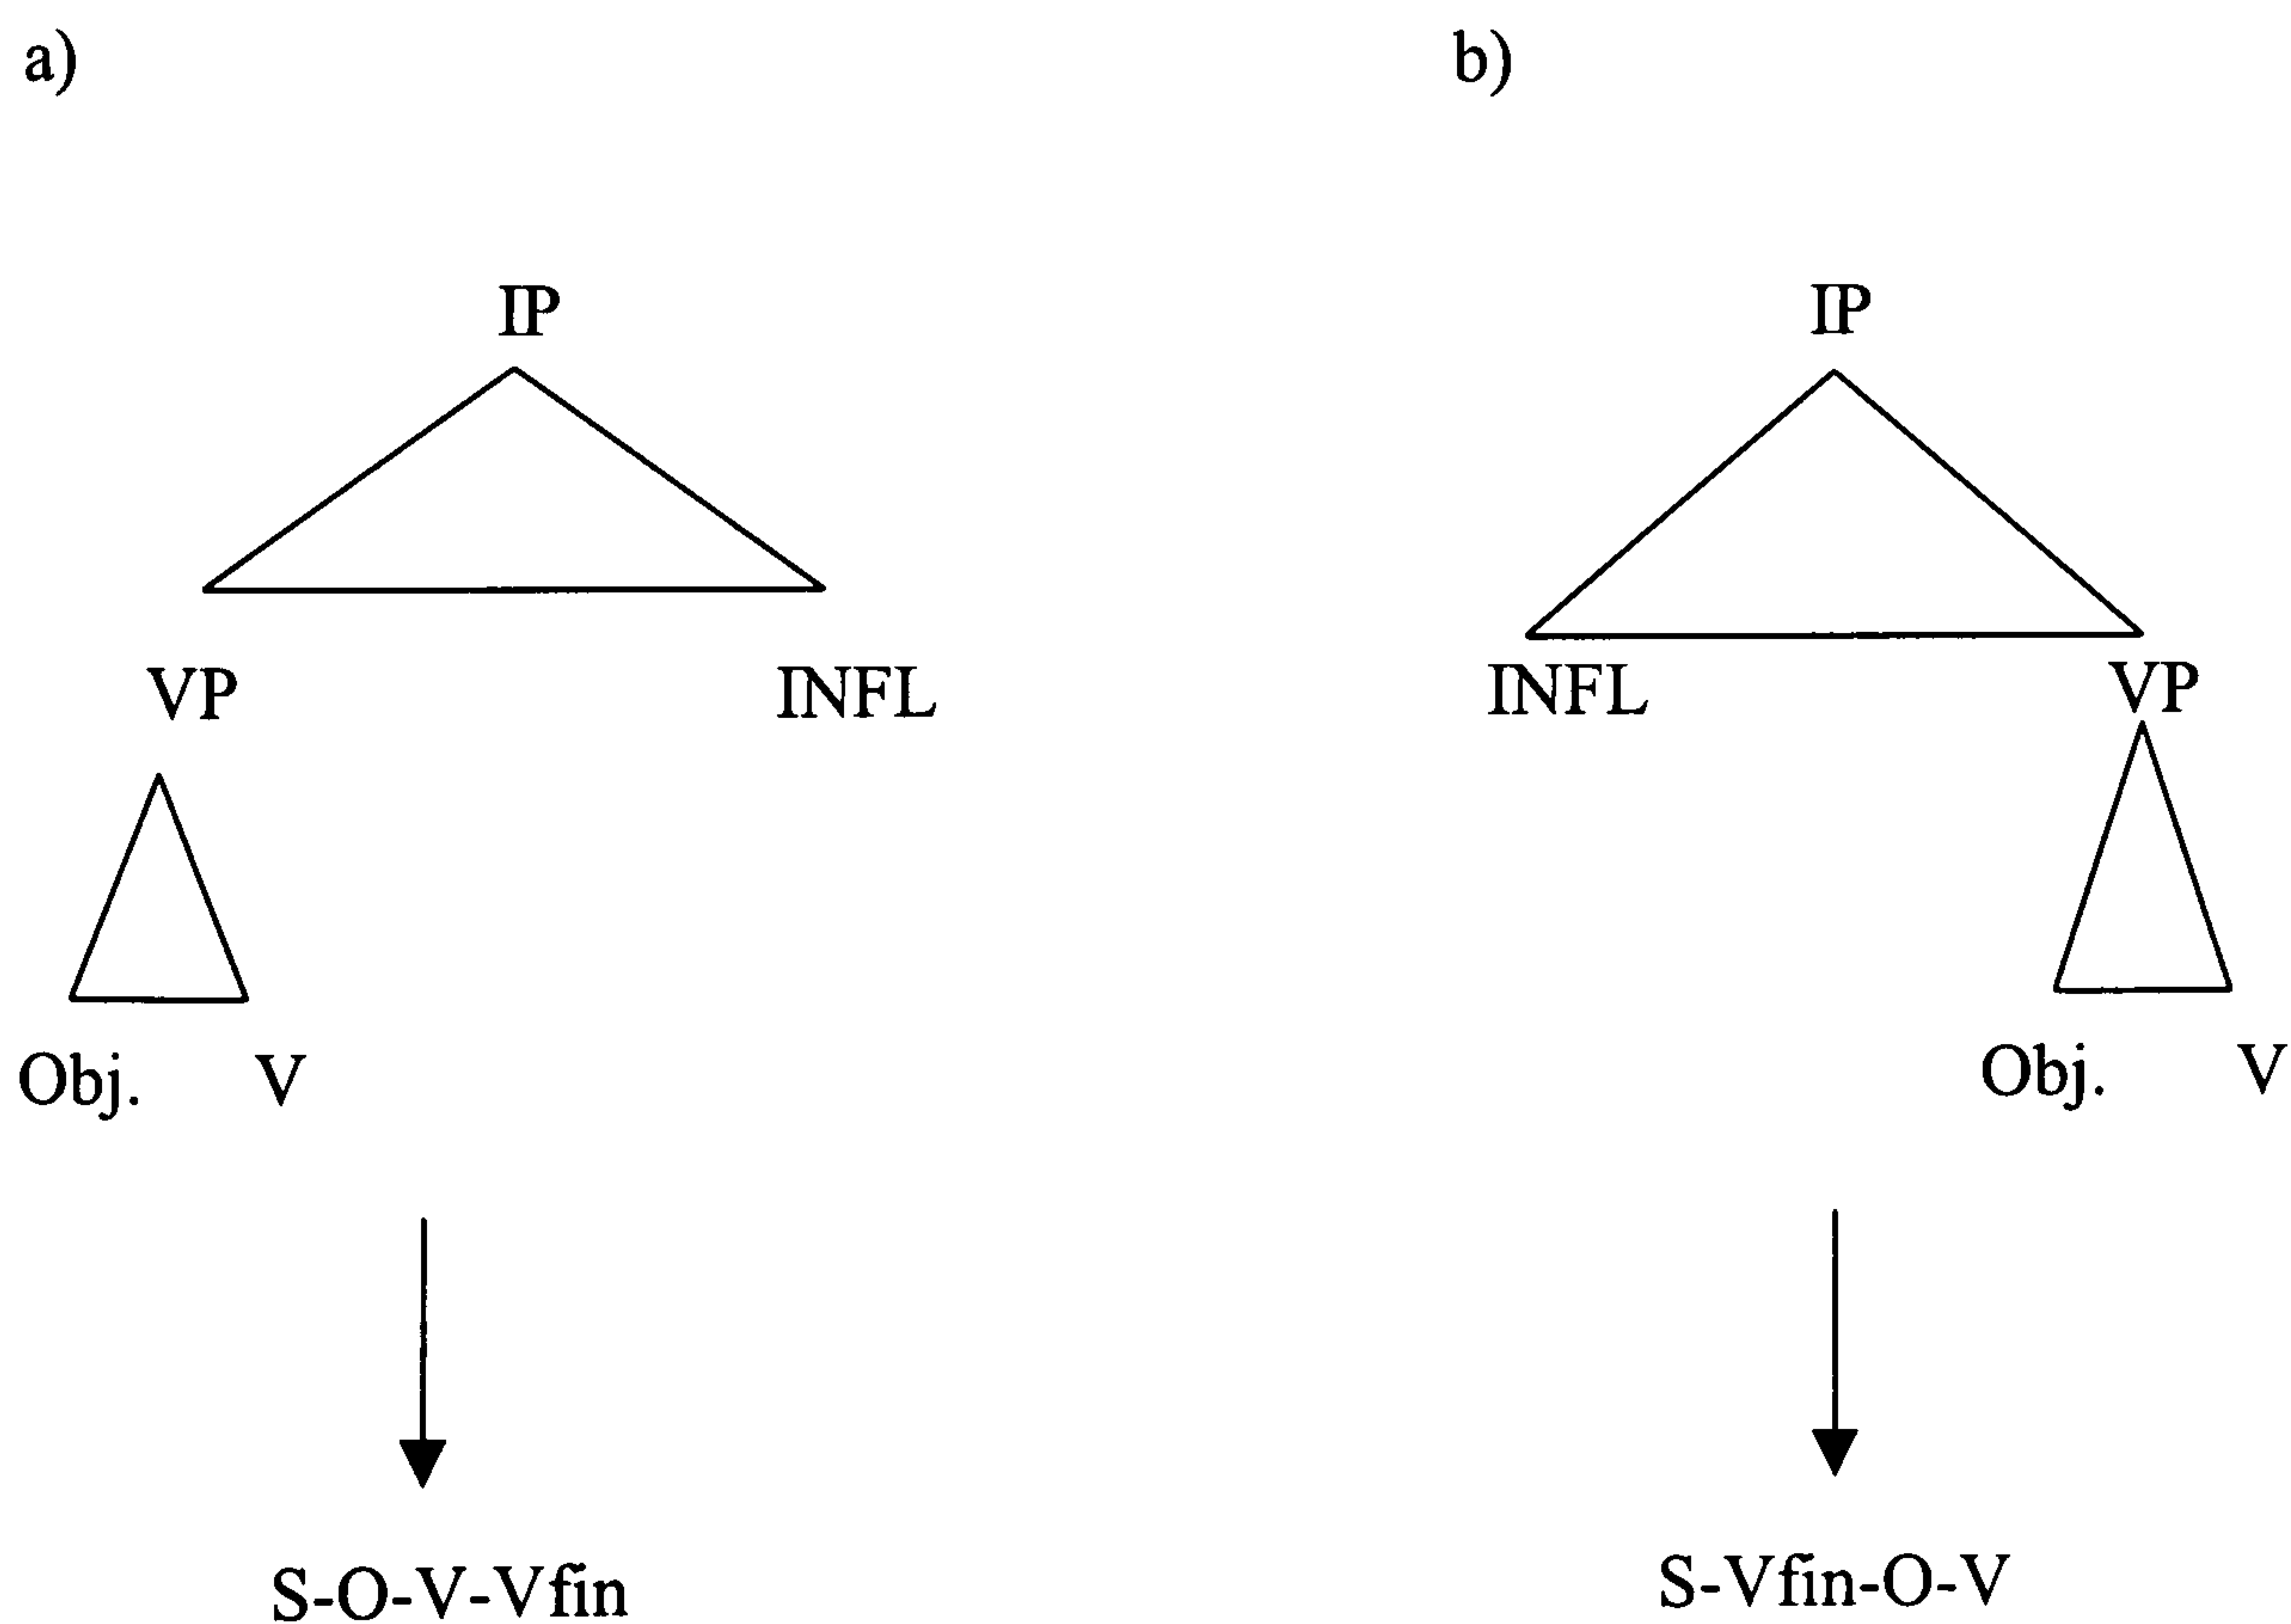 a) b)
IP IP
VP INFL INFL VP
Obj. V Obj. V
S-O-V-Vfin S-Vfin-O-V